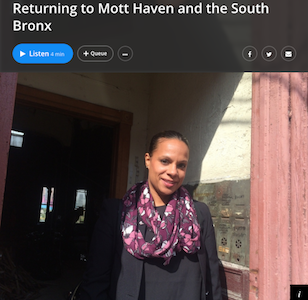 Returning to Mott Haven and the South
Bronx
Listen 4 min
+ Queue
i